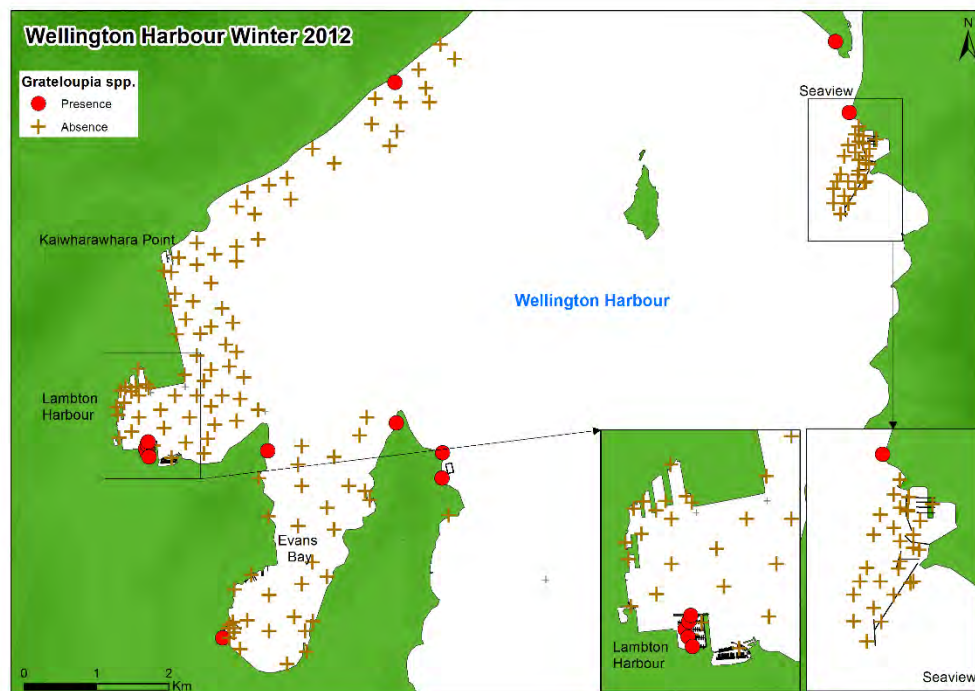 Wellington Harbour Winter 2012
N
Grateloupia spp.
Presence
Absence
Seaview
Kaiwharawhara Point
Wellington Harbour
Lambton
Harbour
Evans
Bay
Lambton
Harbour
Seaview
0 1 2
Km